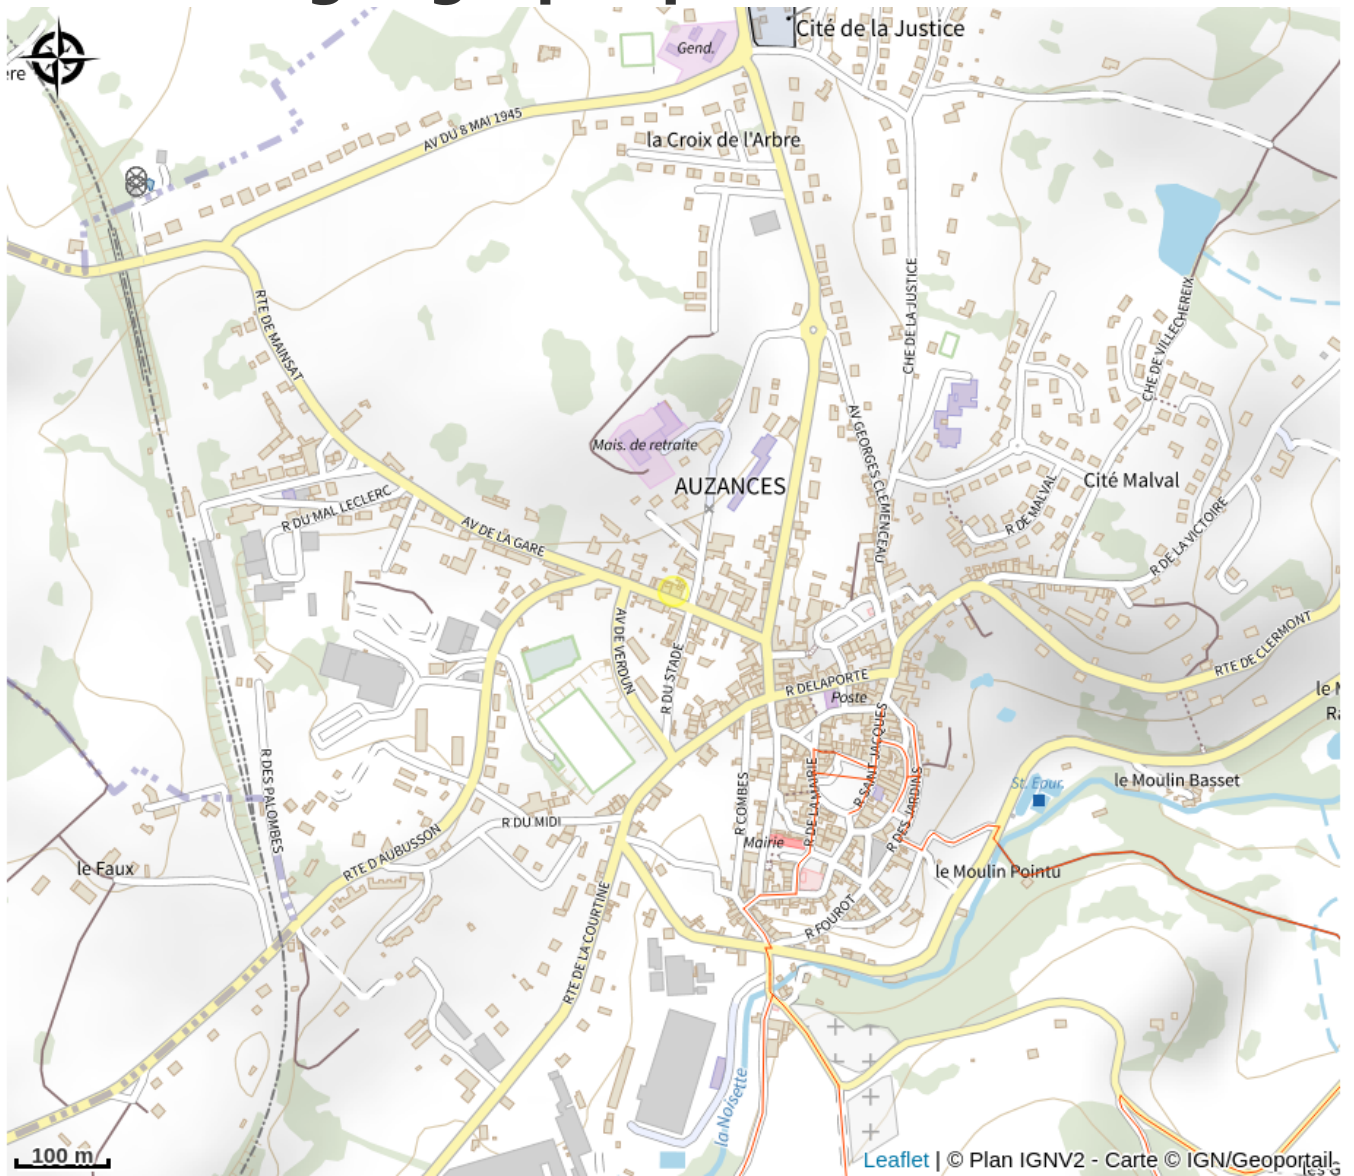 Cité de la Justice
Gend.
ère
AV DU 8 MAI 1945
la Croix de l'Arbre
RTE DE MAINSAT
CHE DE LA JUSTICE
CHE DE VILLECHEREIX
AV GEORGES CLEMENCEAU
Mais. de retraite
AUZANCES
Cité Malval
R DU MAL LECLERC
R DE MALVAL
R DE LA VICTOIRE
AV DE LA GARE
AV DE VERDUN
R DU STADE
RTE DE CLERMONT
R DELAPORTE
Poste
le M
Ra
R SAINT JACQUES
R DES PALOMBES
R COMBES
R DE LA MAIRIE
R DES JARDINS
St. Epur.
le Moulin Basset
R DU MIDI
Mairie
RTE D'AUBUSSON
le Faux
le Moulin Pointu
R FOUROT
RTE DE LA COURTINE
la Noisette
100 m
Leaflet | © Plan IGNV2 - Carte © IGN/Geoportail